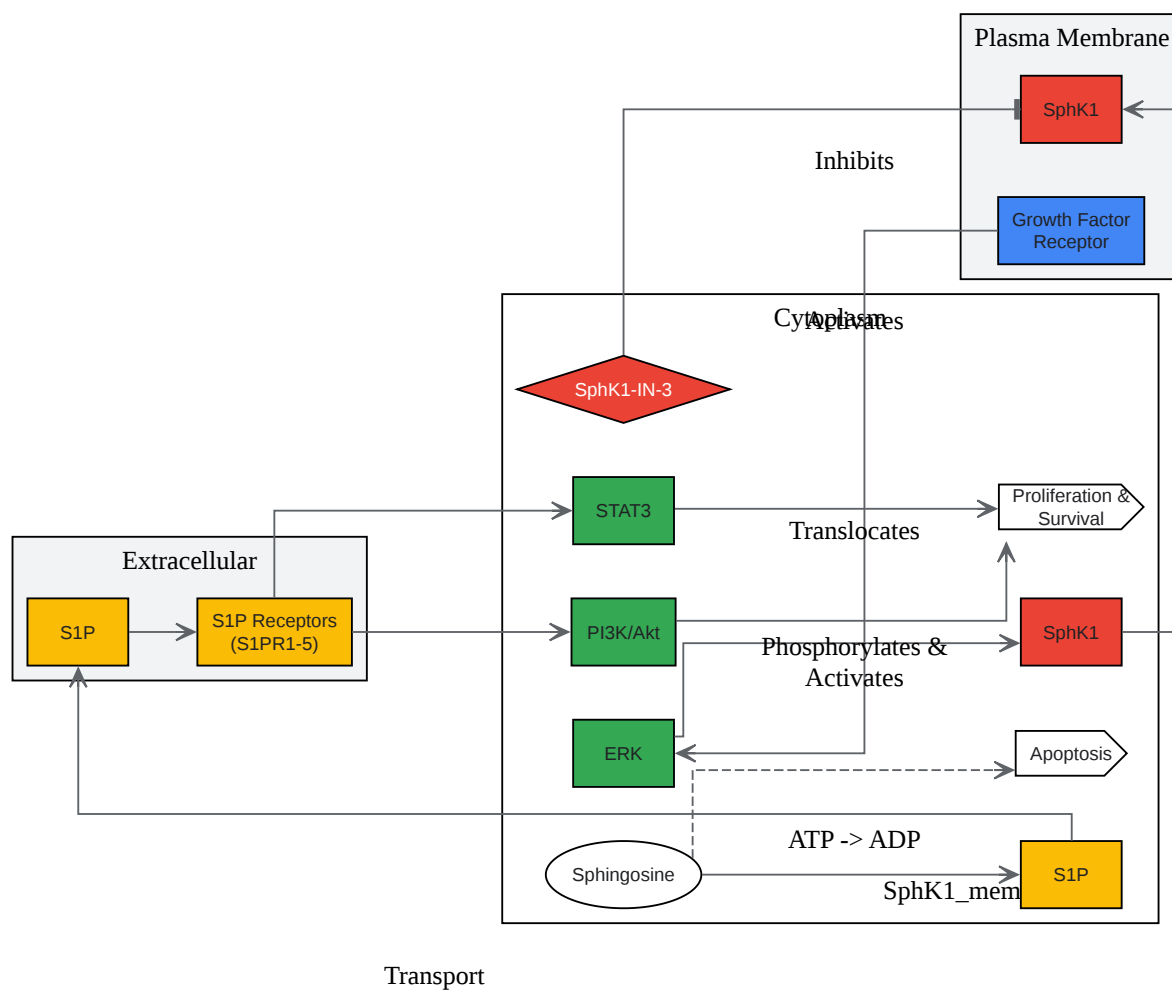 Plasma Membrane
SphK1
Inhibits
Growth Factor
Receptor
Cytoplasm
Activates
SphK1-IN-3
STAT3
Proliferation &
Survival
Translocates
Extracellular
S1P
S1P Receptors
(S1PR1-5)
PI3K/Akt
SphK1
Phosphorylates &
Activates
ERK
Apoptosis
ATP -> ADP
Sphingosine
S1P
SphK1_mem
Transport